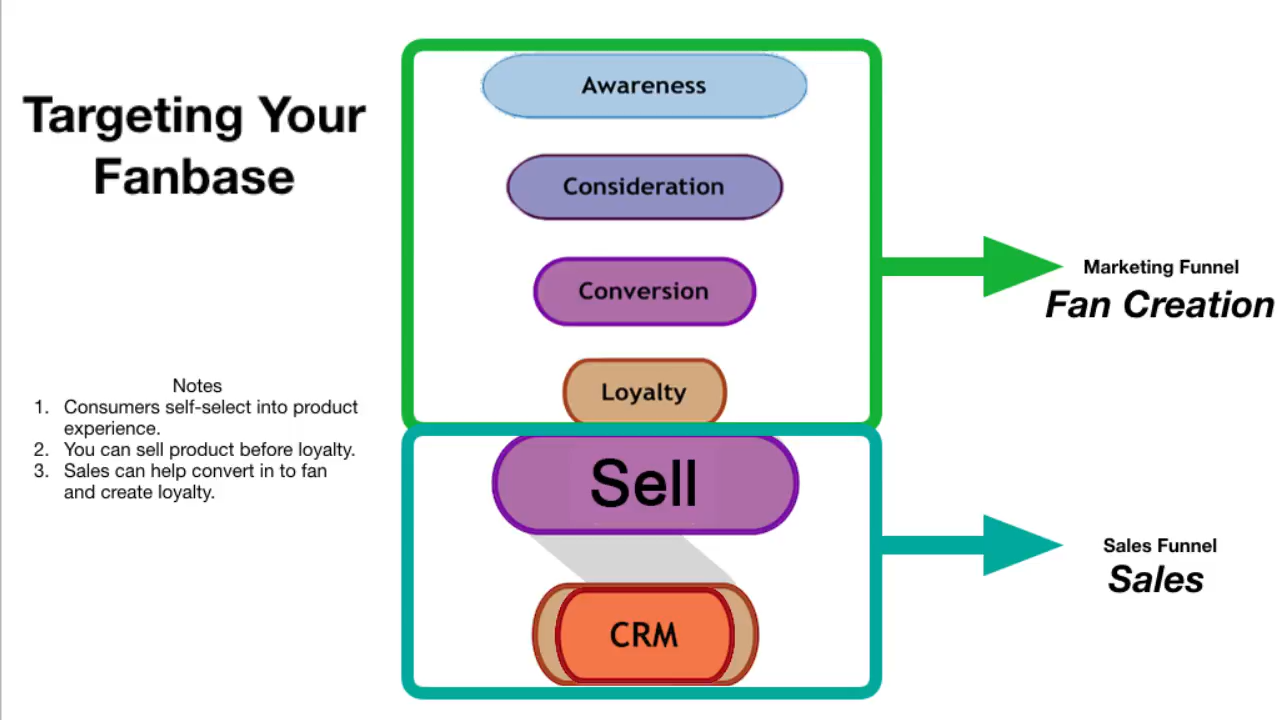 Targeting Your
Fanbase
Awareness
Consideration
Conversion
Loyalty
Marketing Funnel
Fan Creation
Notes
1. Consumers self-select into product
experience.
2. You can sell product before loyalty.
3. Sales can help convert in to fan
and create loyalty.
Sell
CRM
Sales Funnel
Sales